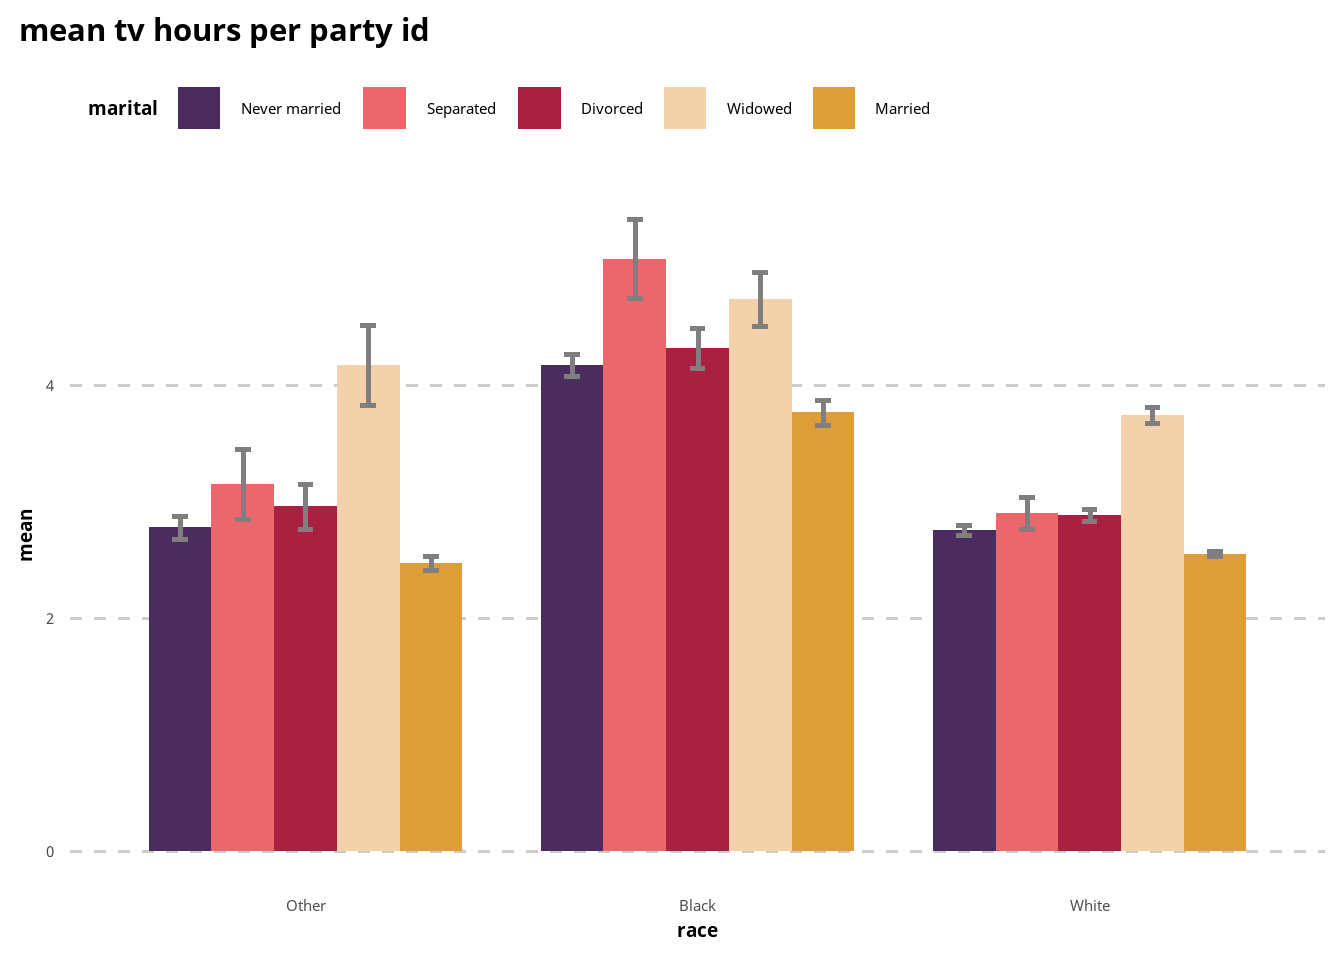 mean tv hours per party id
marital Never married Separated Divorced Widowed Married
mean
4
2
0
Other Black White
race